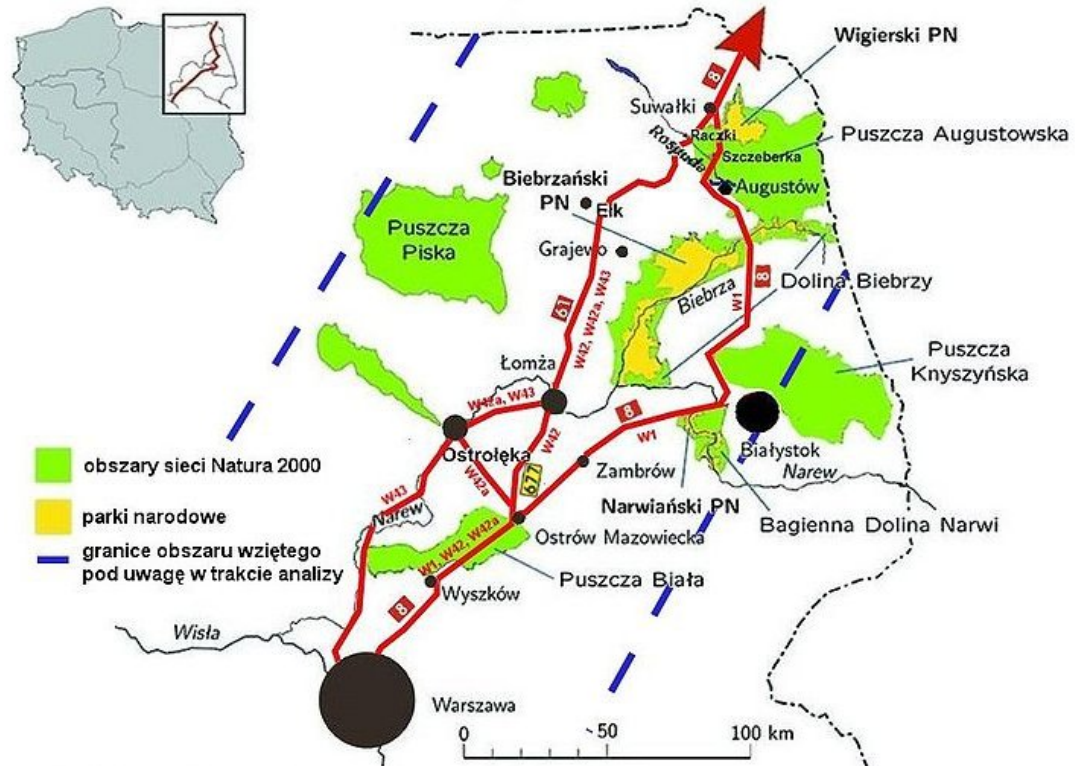 Wigierski PN
8
Suwałki
Raczki
Puszcza Augustowska
Rospuda
Szczeberka
Biebrzański
PN
Augustów
Ełk
Puszcza
Piska
Grajewo
8
Dolina Biebrzy
Biebrza
W1
61
W42, W42a, W43
Puszcza
Knyszyńska
Łomża
W42a, W43
8
W42
W1
Białystok
obszary sieci Natura 2000
Ostrołęka
W42a
677
Zambrów
Narew
parki narodowe
W43
Narew
Narwiański PN
Bagienna Dolina Narwi
granice obszaru wziętego
pod uwagę w trakcie analizy
Ostrów Mazowiecka
W1, W42, W42a
Puszcza Biała
Wyszków
8
Wisła
Warszawa
0 50 100 km